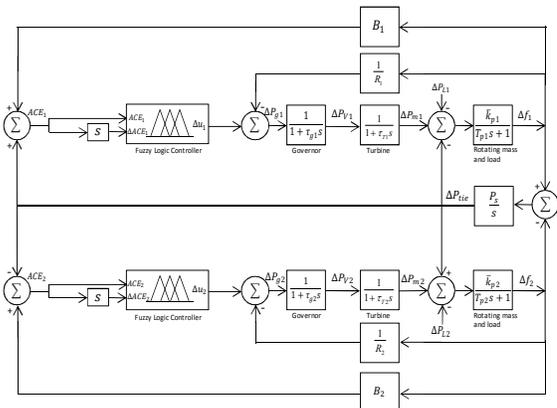 B1
1
R1
ΔPL1
ACE1
ACE1
ΔACE1
S
Δu1
Fuzzy Logic Controller
ΔPg1
1
1 + τg1s
Governor
ΔPV1
1
1 + τT1s
Turbine
ΔPm1
k̄p1
Tp1s + 1
Rotating mass
and load
Δf1
ΔPtie
Ps
s
ACE2
ACE2
ΔACE2
S
Δu2
Fuzzy Logic Controller
ΔPg2
1
1 + τg2s
Governor
ΔPV2
1
1 + τT2s
Turbine
ΔPm2
k̄p2
Tp2s + 1
Rotating mass
and load
Δf2
ΔPL2
1
R2
B2